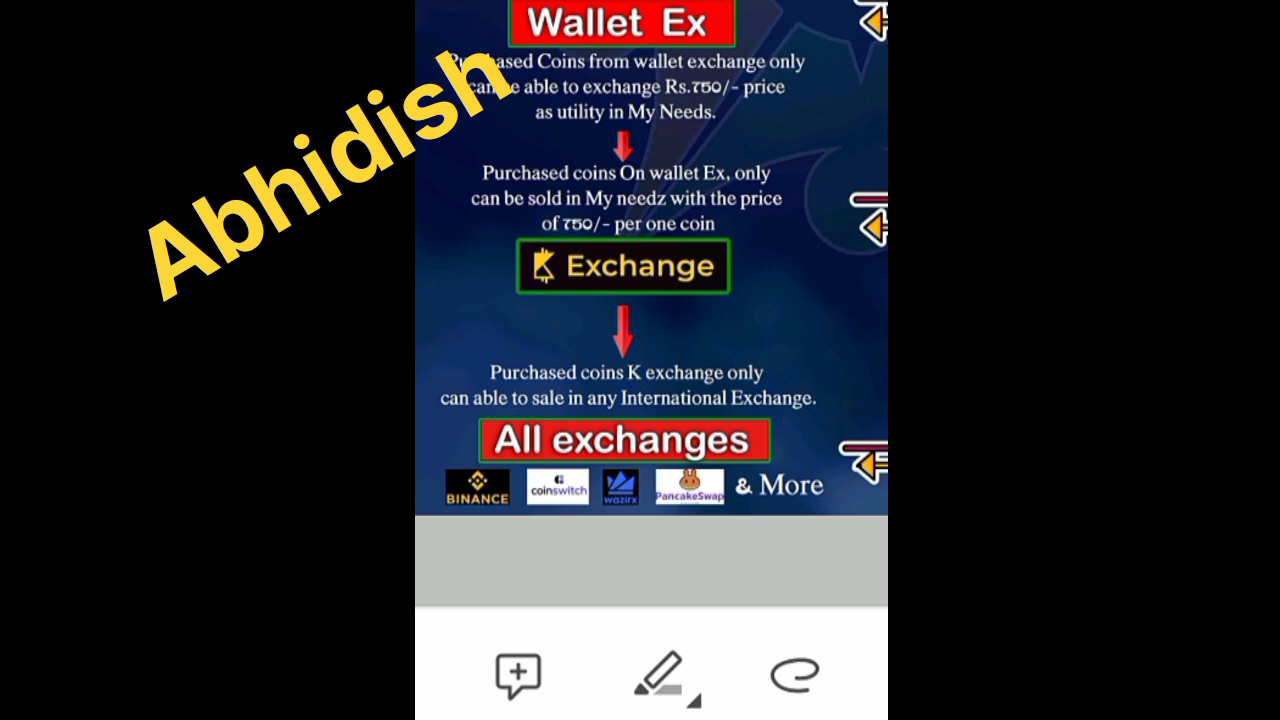 Wallet Ex
Abhidish
Coins from wallet exchange only
able to exchange Rs.750/- price
as utility in My Needs.
Purchased coins On wallet Ex, only
can be sold in My needz with the price
of 750/- per one coin
Exchange
Purchased coins K exchange only
can able to sale in any International Exchange.
All exchanges
BINANCE
coinswitch
wazirx
PancakeSwap
& More